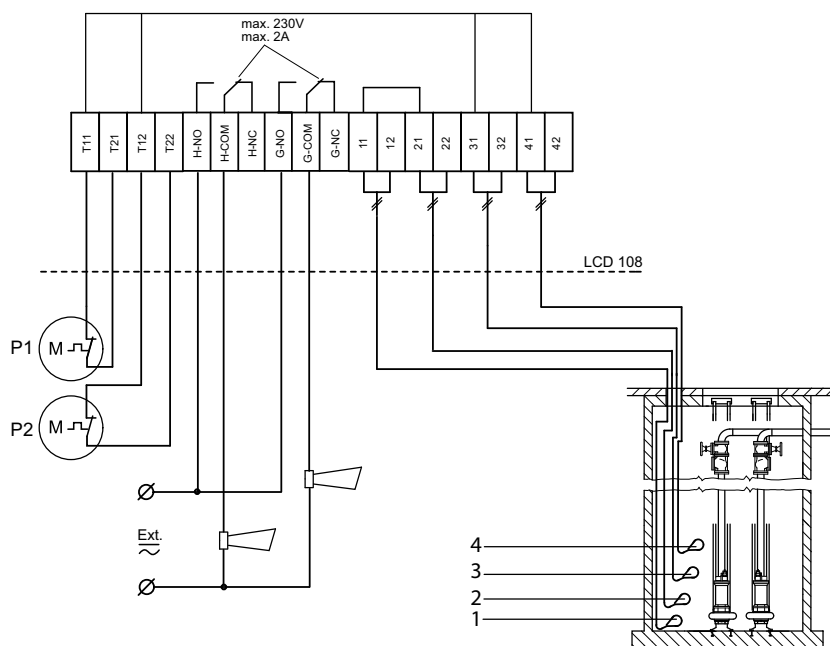 max. 230V
max. 2A
T11
T21
T12
T22
H-NO
H-COM
H-NC
G-NO
G-COM
G-NC
11
12
21
22
31
32
41
42
LCD 108
P1
M
P2
M
Ext.
4
3
2
1